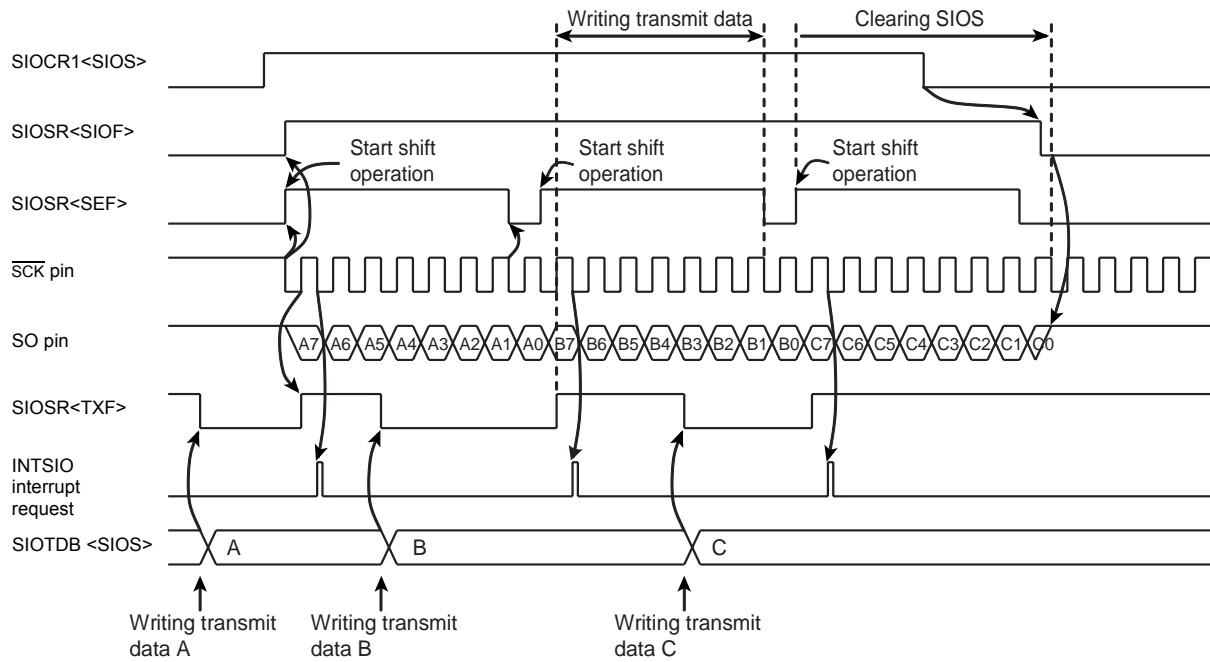 Writing transmit data
Clearing SIOS
SIOCR1<SIOS>
SIOSR<SIOF>
Start shift
operation
Start shift
operation
Start shift
operation
SIOSR<SEF>
SCK pin
SO pin
A7 A6 A5 A4 A3 A2 A1 A0 B7 B6 B5 B4 B3 B2 B1 B0 C7 C6 C5 C4 C3 C2 C1 C0
SIOSR<TXF>
INTSIO
interrupt
request
SIOTDB <SIOS>
A B C
Writing transmit
data A
Writing transmit
data B
Writing transmit
data C